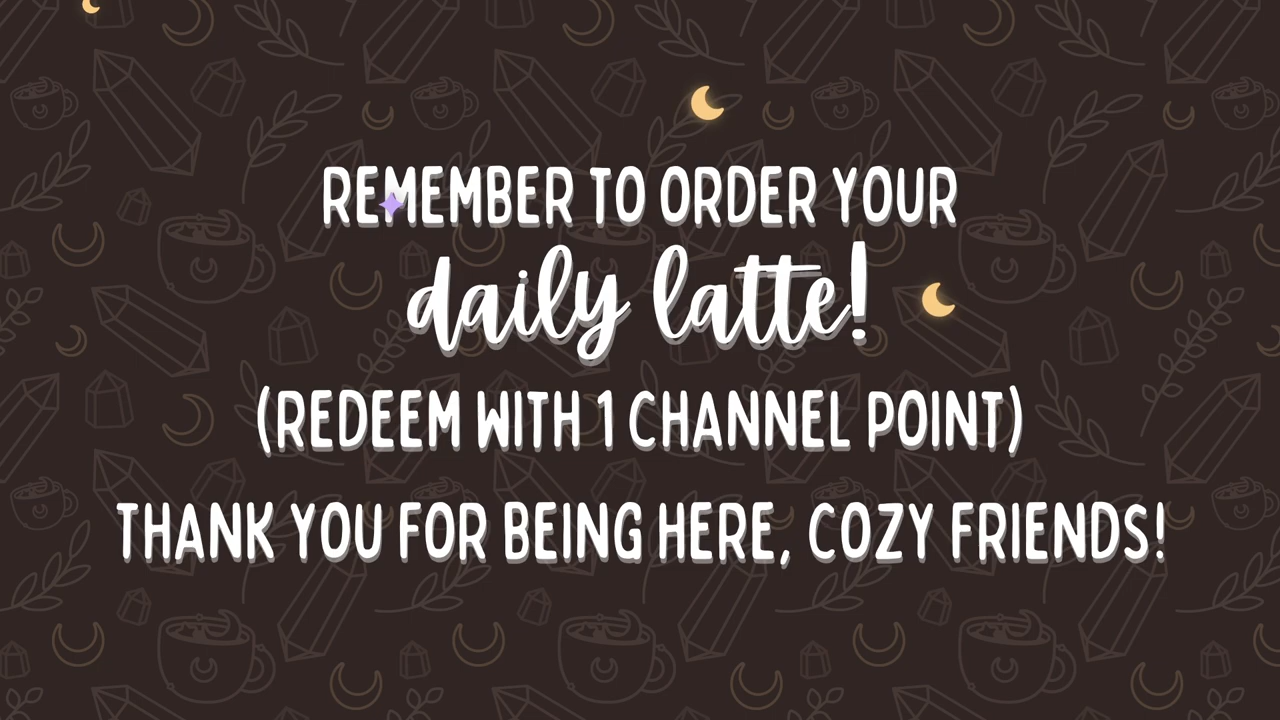 REMEMBER TO ORDER YOUR
daily latte!
(REDEEM WITH 1 CHANNEL POINT)
THANK YOU FOR BEING HERE, COZY FRIENDS!